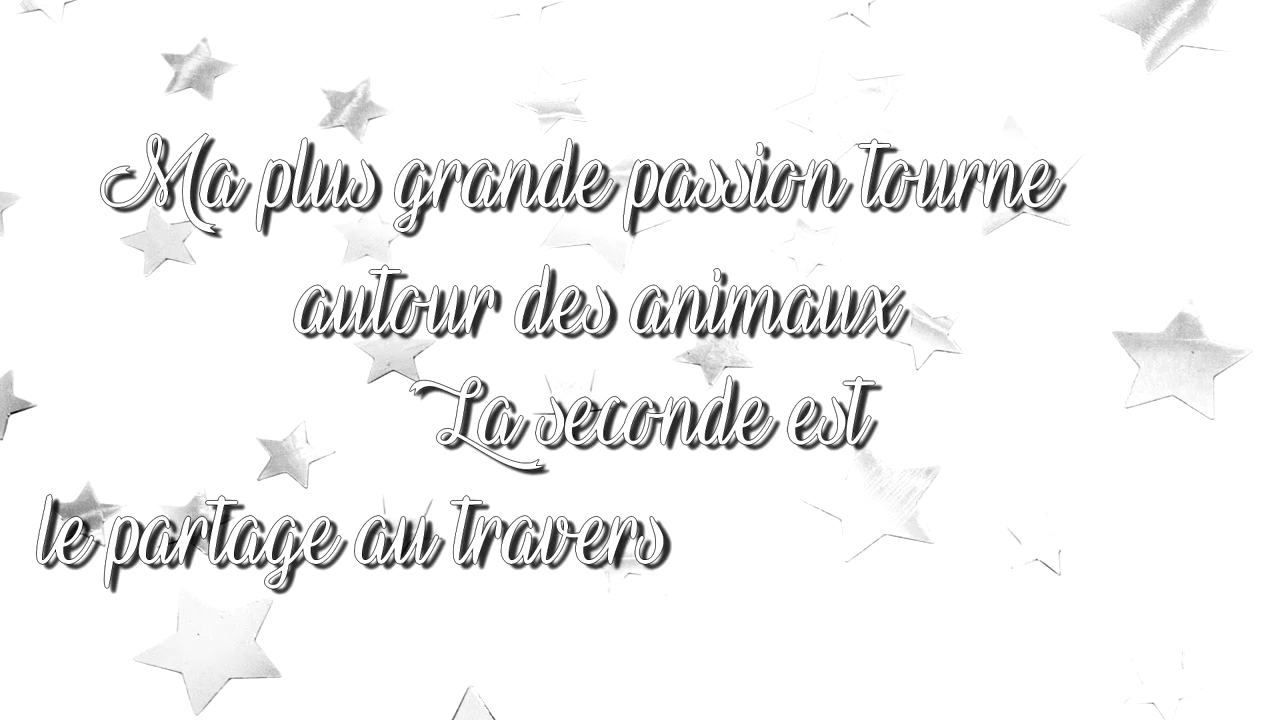 Ma plus grande passion tourne
autour des animaux
La seconde est
le partage au travers